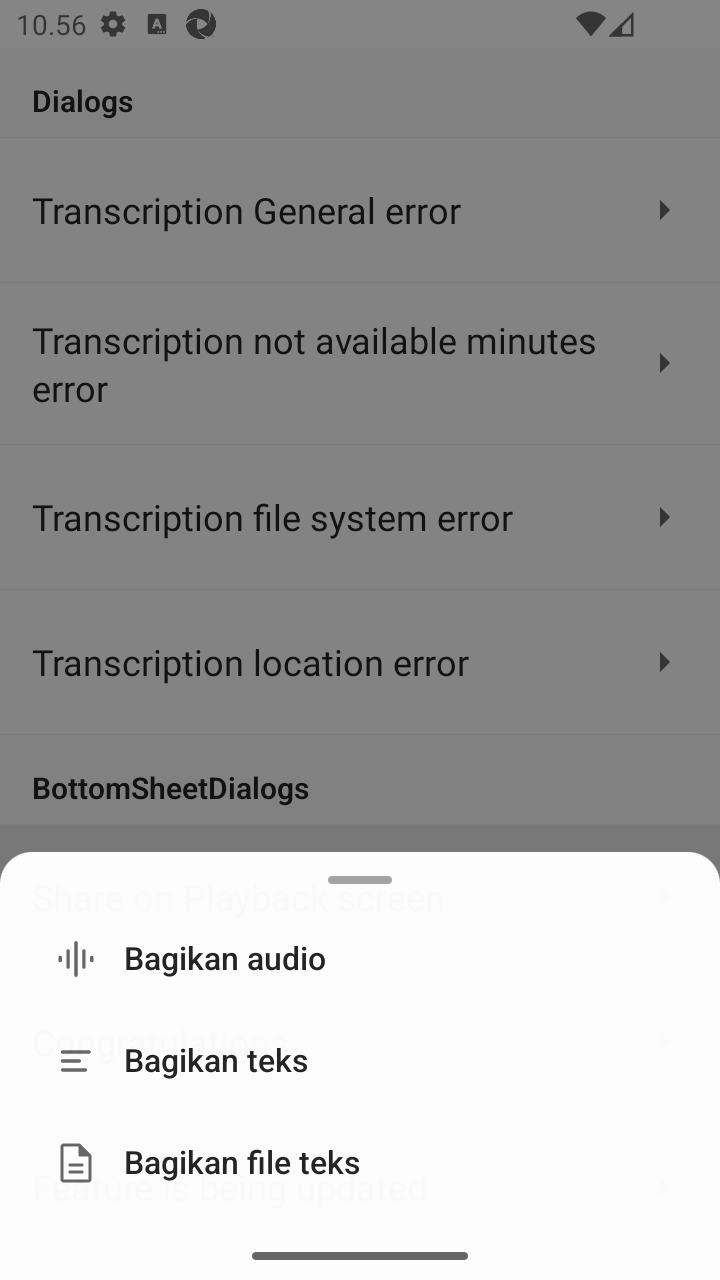 10.56
Dialogs
Transcription General error
Transcription not available minutes
error
Transcription file system error
Transcription location error
BottomSheetDialogs
Share on Playback screen
Bagikan audio
Congratulations
Bagikan teks
Bagikan file teks
Feature is being updated